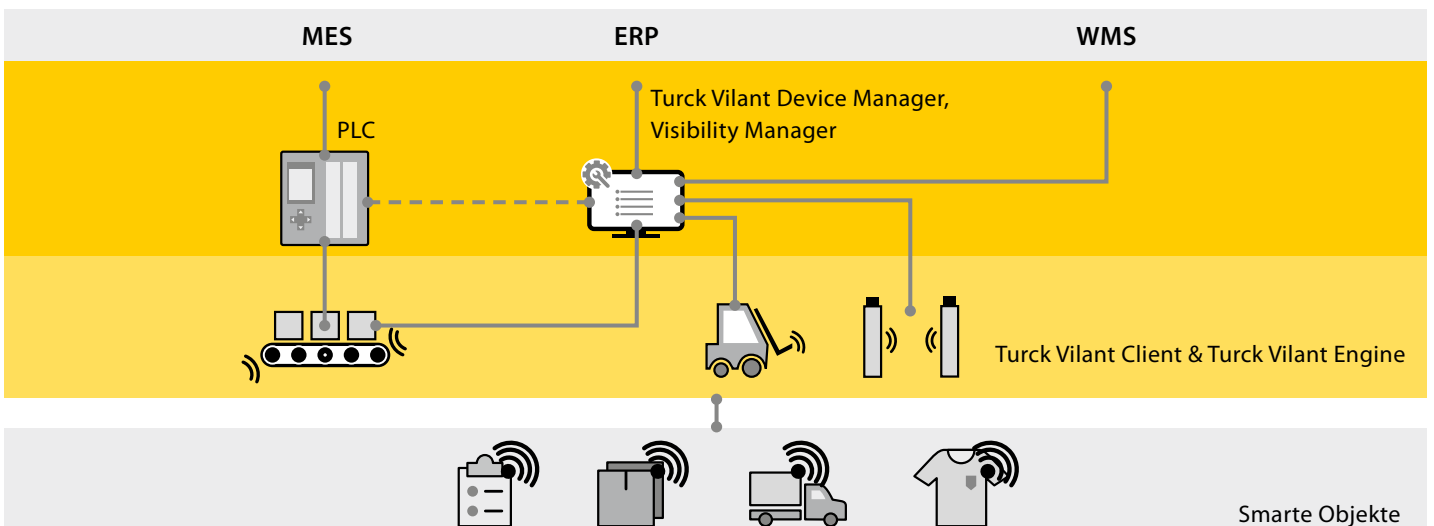 MES
ERP
WMS
Turck Vilant Device Manager,
Visibility Manager
PLC
Turck Vilant Client & Turck Vilant Engine
Smarte Objekte